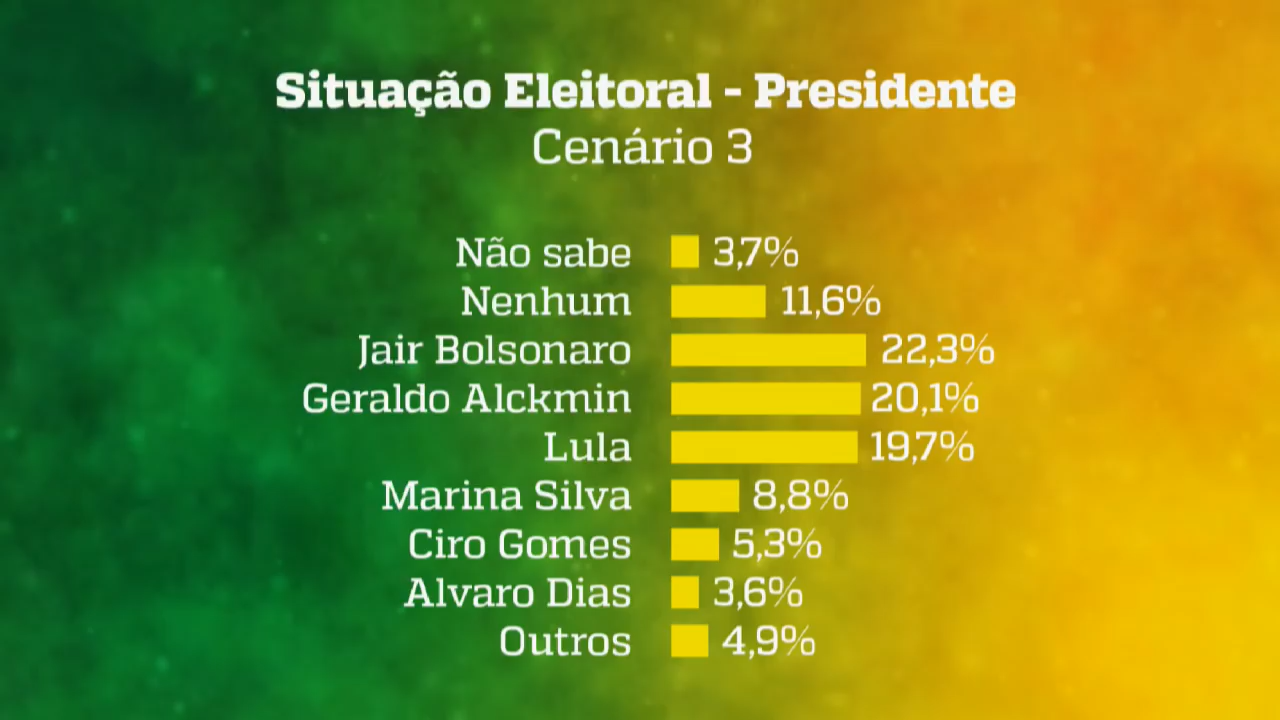 Situação Eleitoral - Presidente
Cenário 3
Não sabe 3,7%
Nenhum 11,6%
Jair Bolsonaro 22,3%
Geraldo Alckmin 20,1%
Lula 19,7%
Marina Silva 8,8%
Ciro Gomes 5,3%
Alvaro Dias 3,6%
Outros 4,9%